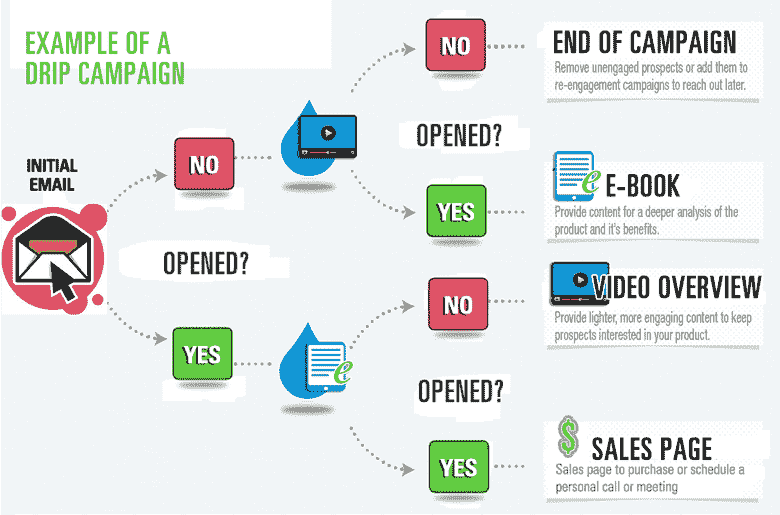 EXAMPLE OF A
DRIP CAMPAIGN
INITIAL
EMAIL
OPENED?
NO
YES
OPENED?
NO
END OF CAMPAIGN
Remove unengaged prospects or add them to
re-engagement campaigns to reach out later.
YES
e E-BOOK
Provide content for a deeper analysis of the
product and it's benefits.
e
OPENED?
NO
VIDEO OVERVIEW
Provide lighter, more engaging content to keep
prospects interested in your product.
YES
$ SALES PAGE
Sales page to purchase or schedule a
personal call or meeting